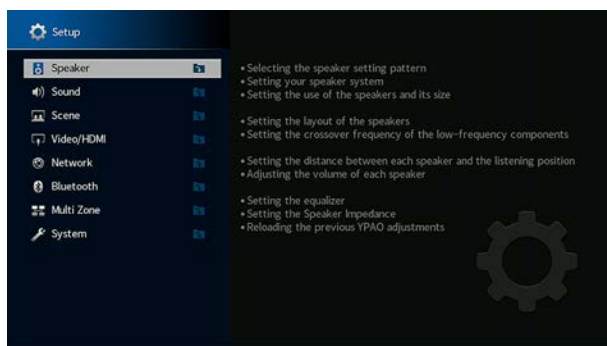 Setup
Speaker
Sound
Scene
Video/HDMI
Network
Bluetooth
Multi Zone
System
•Selecting the speaker setting pattern
•Setting your speaker system
•Setting the use of the speakers and its size
•Setting the layout of the speakers
•Setting the crossover frequency of the low-frequency components
•Setting the distance between each speaker and the listening position
•Adjusting the volume of each speaker
•Setting the equalizer
•Setting the Speaker Impedance
•Reloading the previous YPAO adjustments